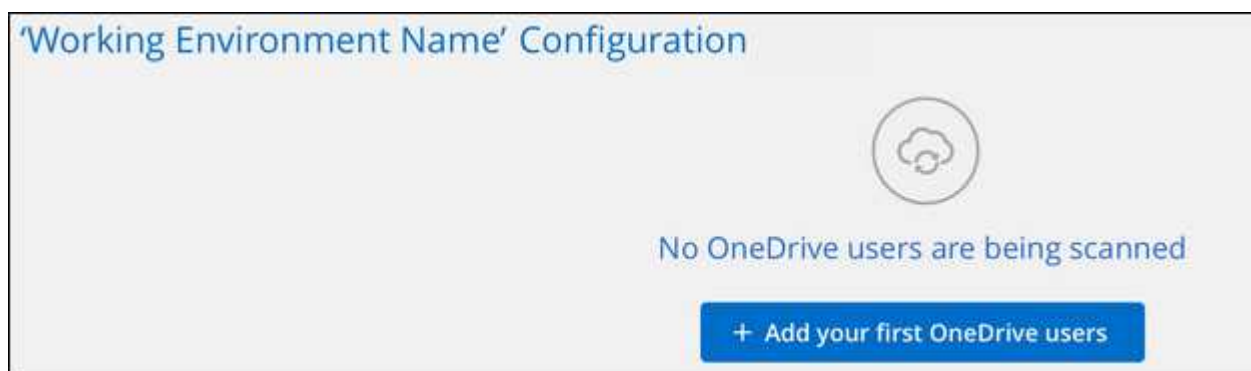 ‘Working Environment Name’ Configuration
No OneDrive users are being scanned
+ Add your first OneDrive users